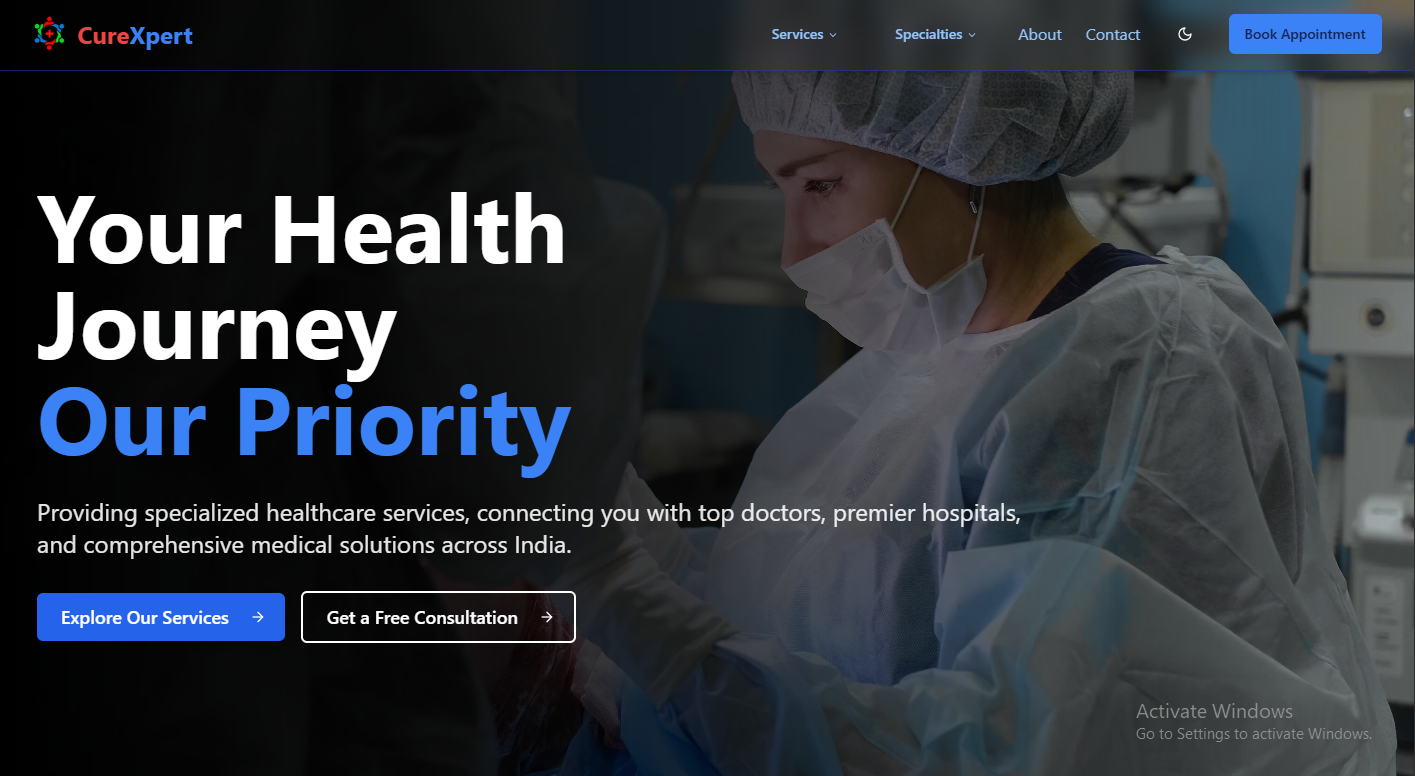 CureXpert
Services
Specialties
About
Contact
Book Appointment
Your Health
Journey
Our Priority
Providing specialized healthcare services, connecting you with top doctors, premier hospitals,
and comprehensive medical solutions across India.
Explore Our Services
Get a Free Consultation
Activate Windows
Go to Settings to activate Windows.